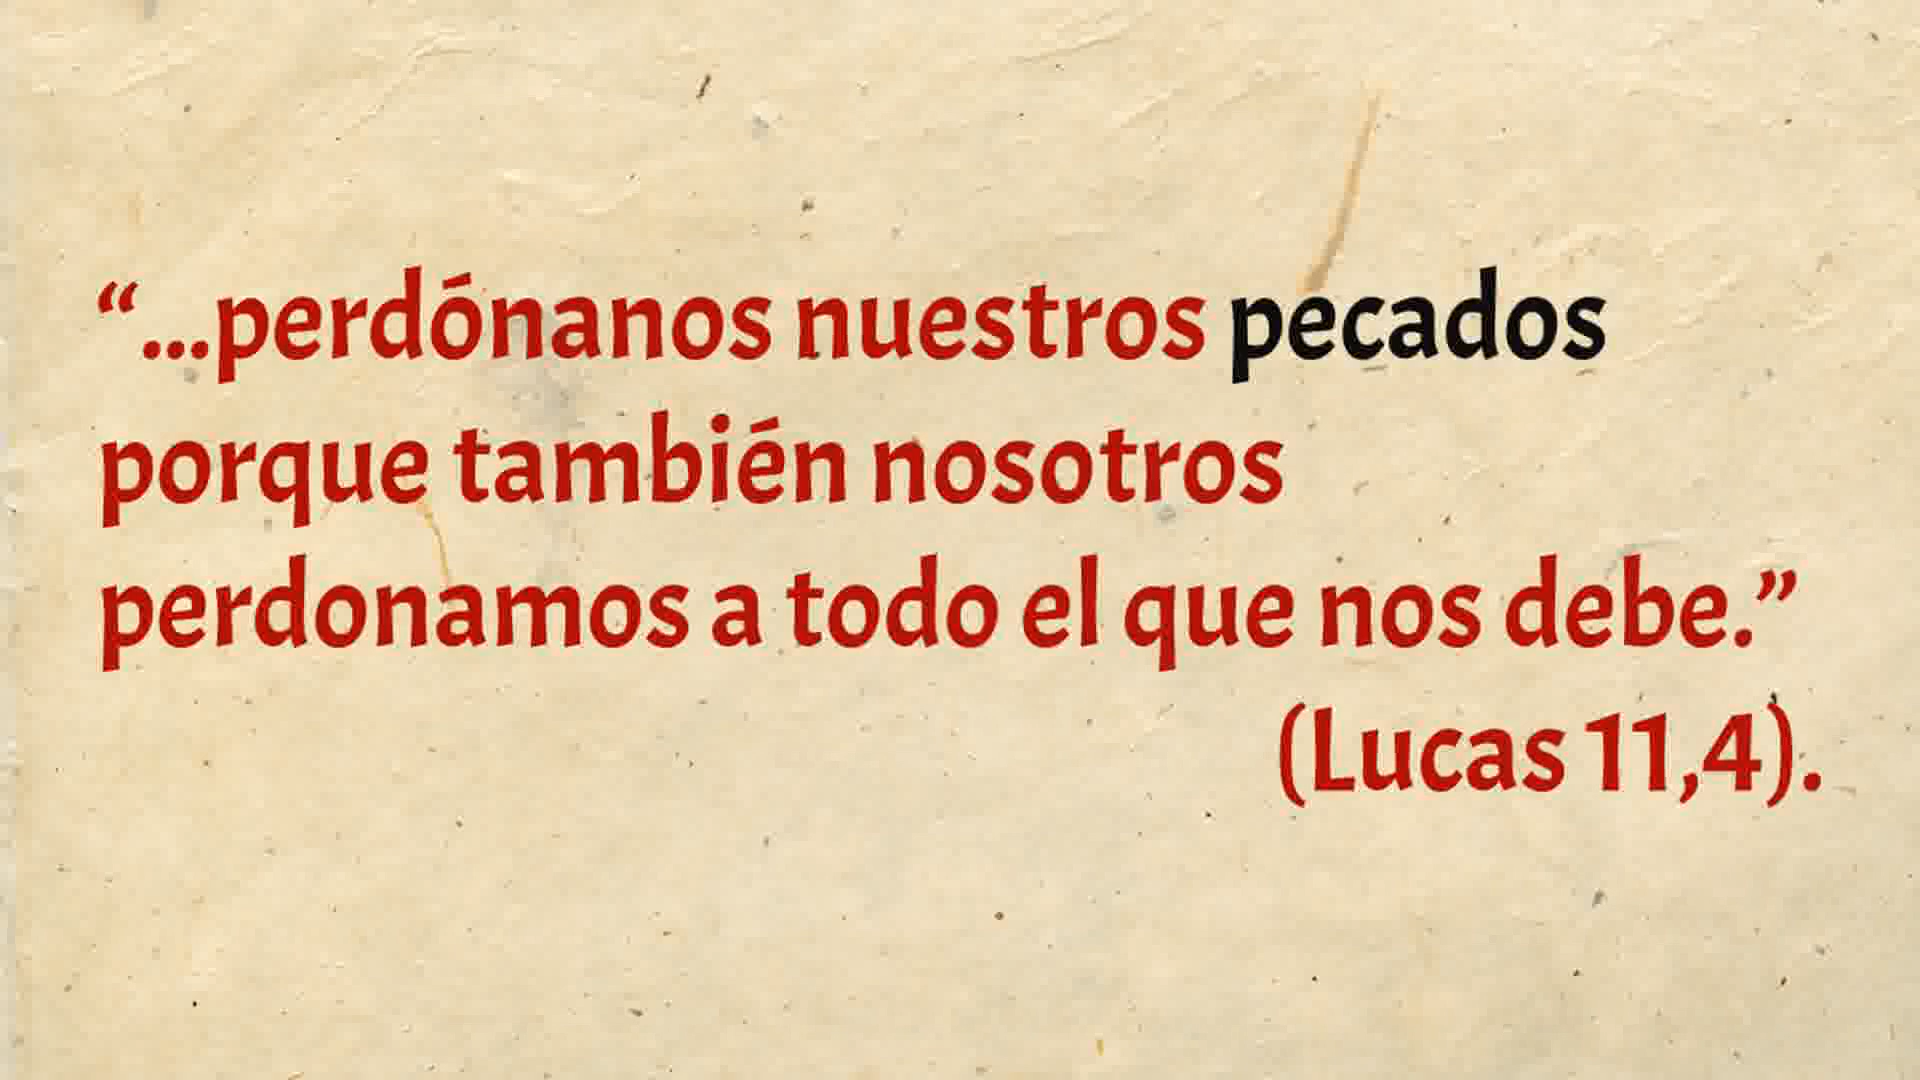 “...perdónanos nuestros pecados
porque también nosotros
perdonamos a todo el que nos debe.”
(Lucas 11,4).